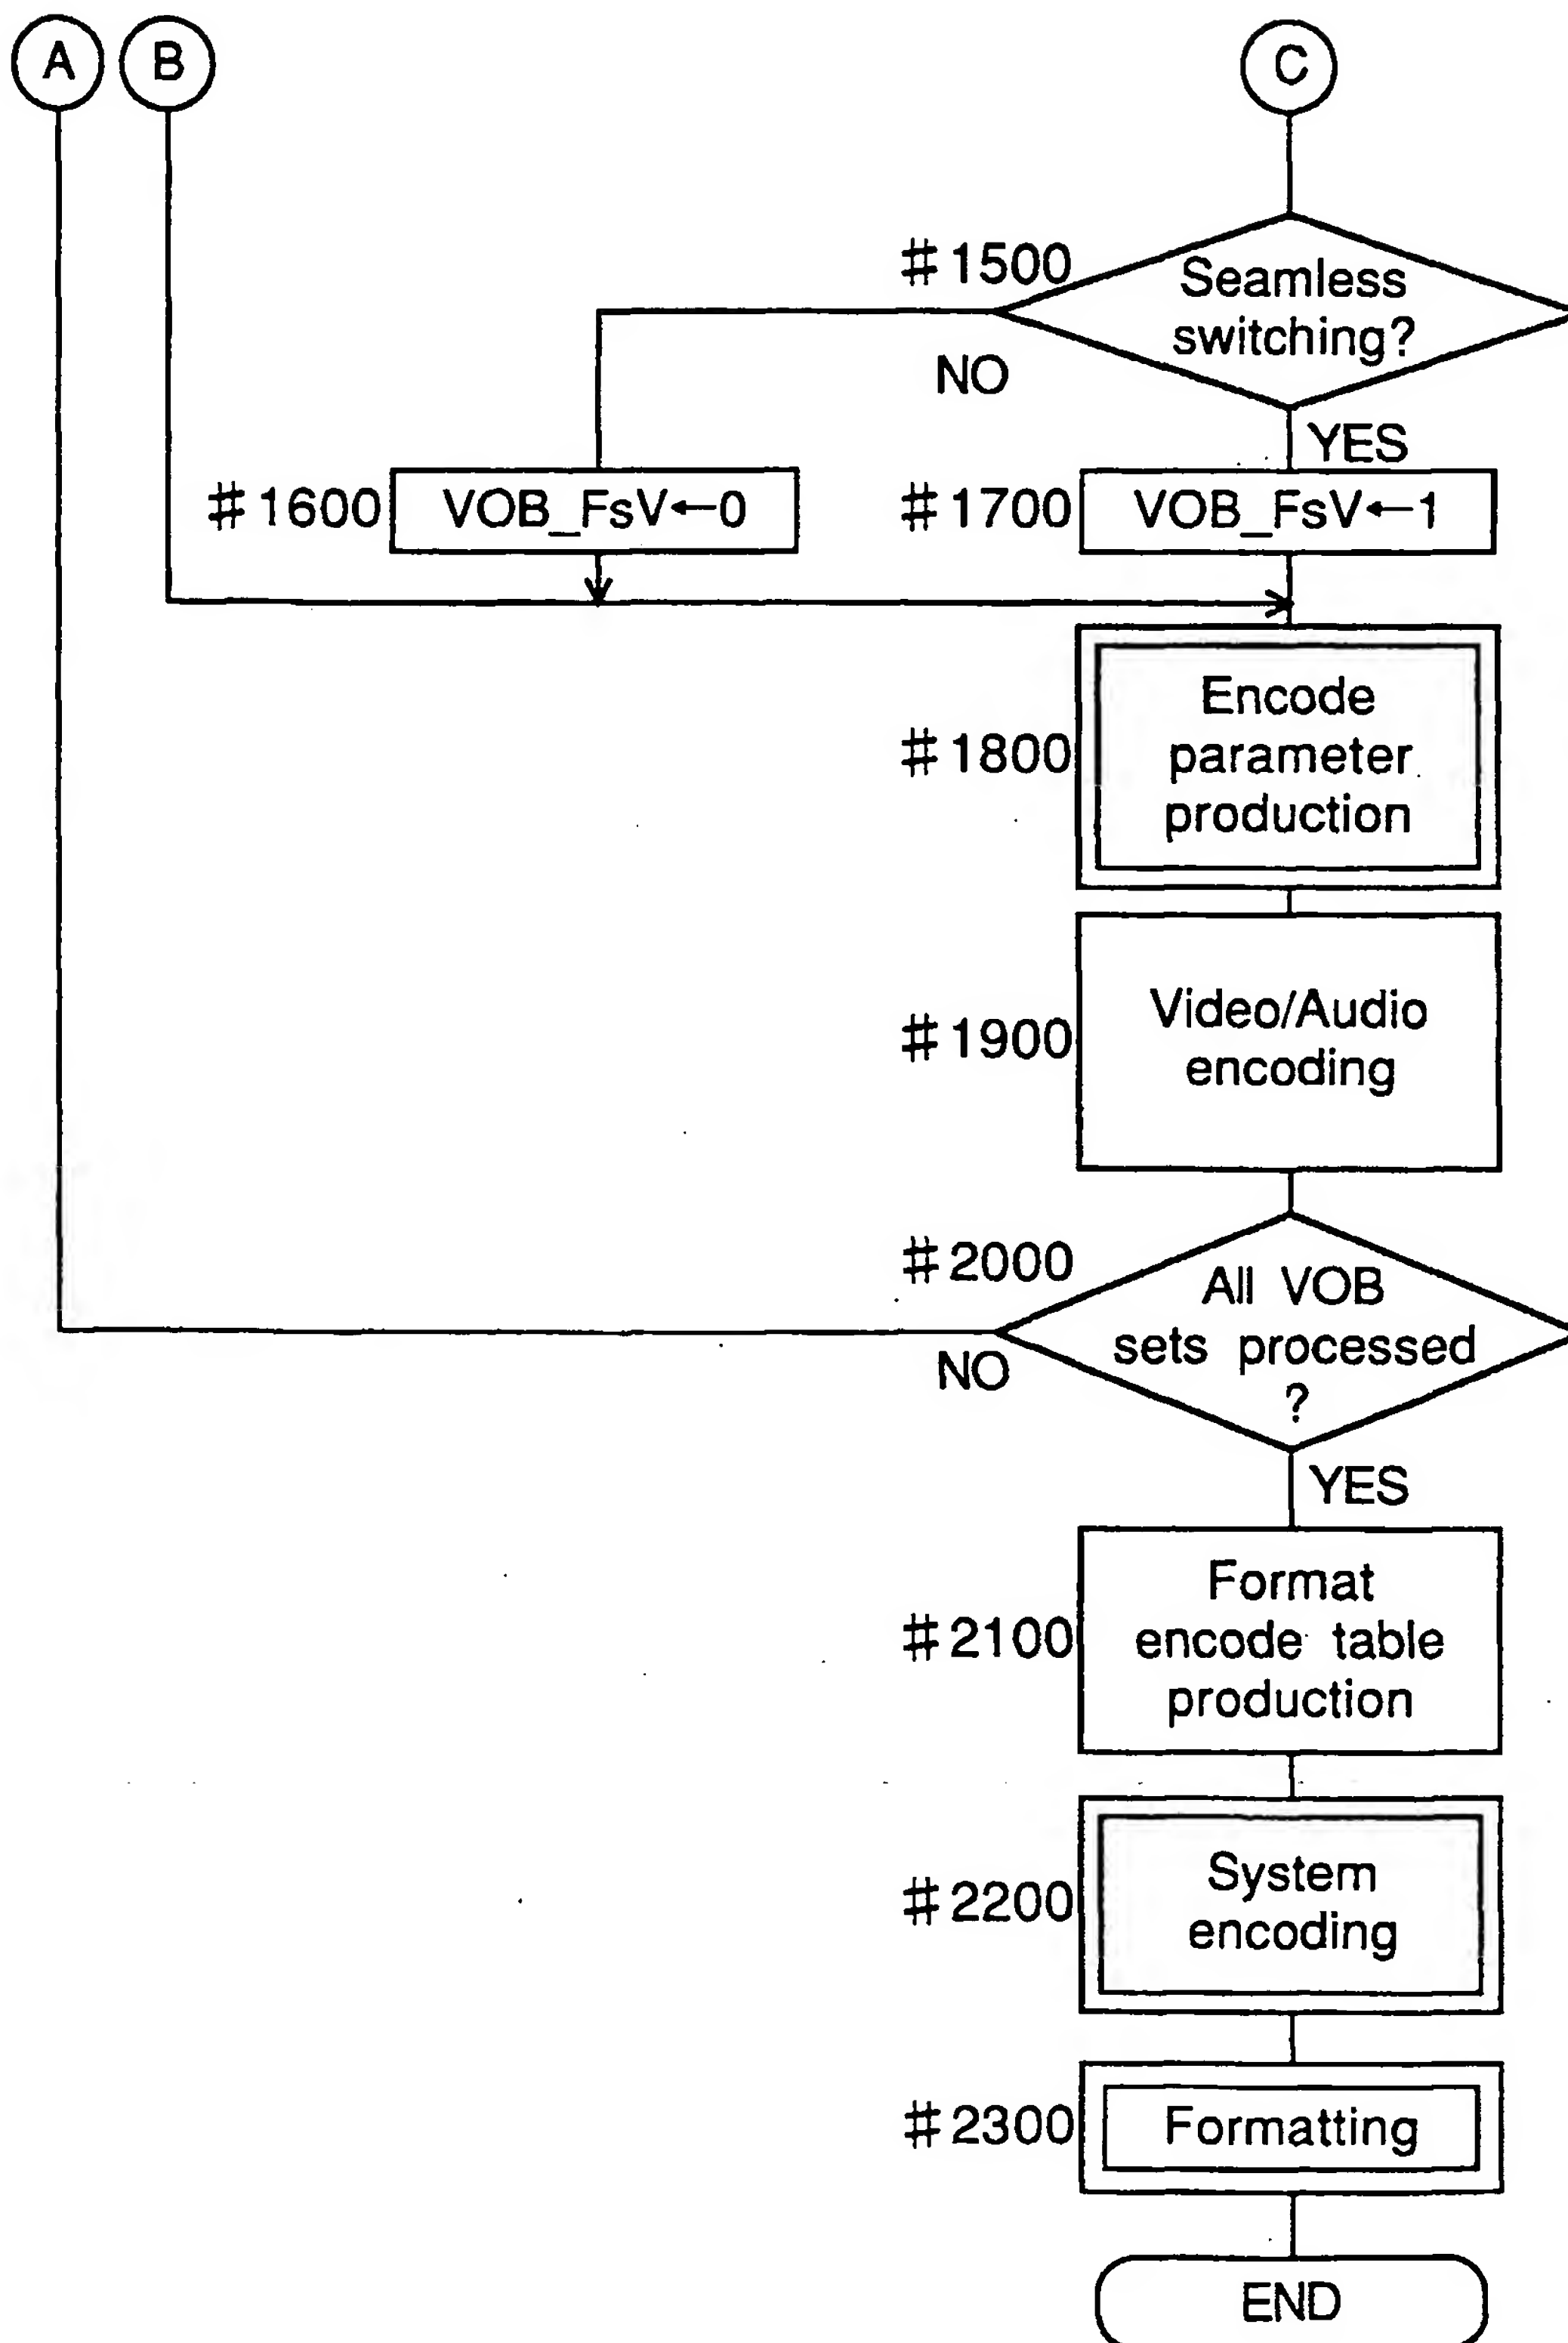 A B C
#1500
Seamless
switching?
NO
YES
#1600 VOB_FsV←0
#1700 VOB_FsV←1
#1800
Encode
parameter
production
#1900
Video/Audio
encoding
#2000
All VOB
sets processed
?
NO
YES
#2100
Format
encode table
production
#2200
System
encoding
#2300
Formatting
END